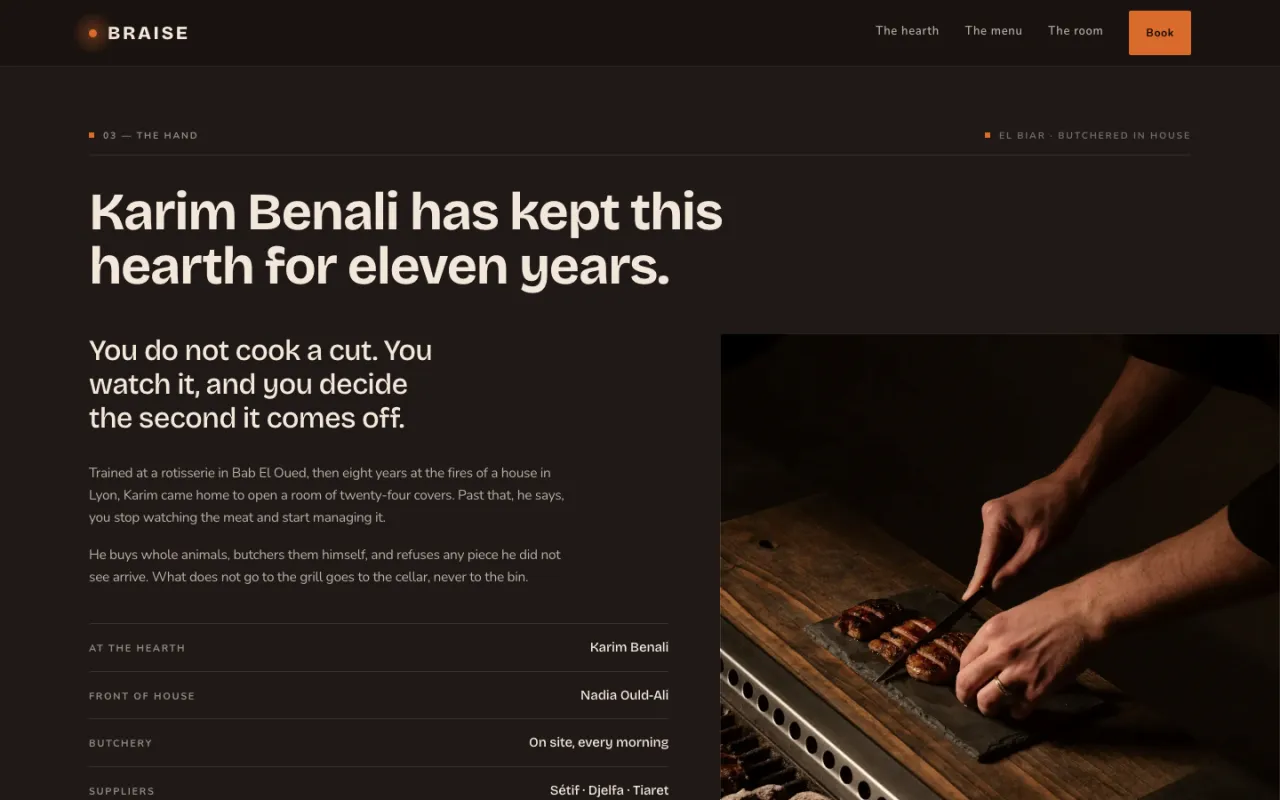 BRAISE
The hearth
The menu
The room
Book
03 — THE HAND
EL BIAR · BUTCHERED IN HOUSE
Karim Benali has kept this
hearth for eleven years.
You do not cook a cut. You
watch it, and you decide
the second it comes off.
Trained at a rotisserie in Bab El Oued, then eight years at the fires of a house in
Lyon, Karim came home to open a room of twenty-four covers. Past that, he says,
you stop watching the meat and start managing it.
He buys whole animals, butchers them himself, and refuses any piece he did not
see arrive. What does not go to the grill goes to the cellar, never to the bin.
AT THE HEARTH
Karim Benali
FRONT OF HOUSE
Nadia Ould-Ali
BUTCHERY
On site, every morning
SUPPLIERS
Sétif · Djelfa · Tiaret